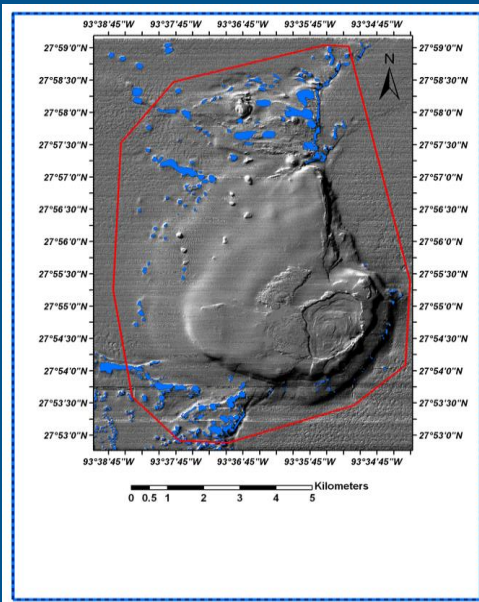 93°38'45"W 93°37'45"W 93°36'45"W 93°35'45"W 93°34'45"W
27°59'0"N 27°59'0"N
27°58'30"N 27°58'30"N
N
27°58'0"N 27°58'0"N
27°57'30"N 27°57'30"N
27°57'0"N 27°57'0"N
27°56'30"N 27°56'30"N
27°56'0"N 27°56'0"N
27°55'30"N 27°55'30"N
27°55'0"N 27°55'0"N
27°54'30"N 27°54'30"N
27°54'0"N 27°54'0"N
27°53'30"N 27°53'30"N
27°53'0"N 27°53'0"N
93°38'45"W 93°37'45"W 93°36'45"W 93°35'45"W 93°34'45"W
Kilometers
0 0.5 1 2 3 4 5